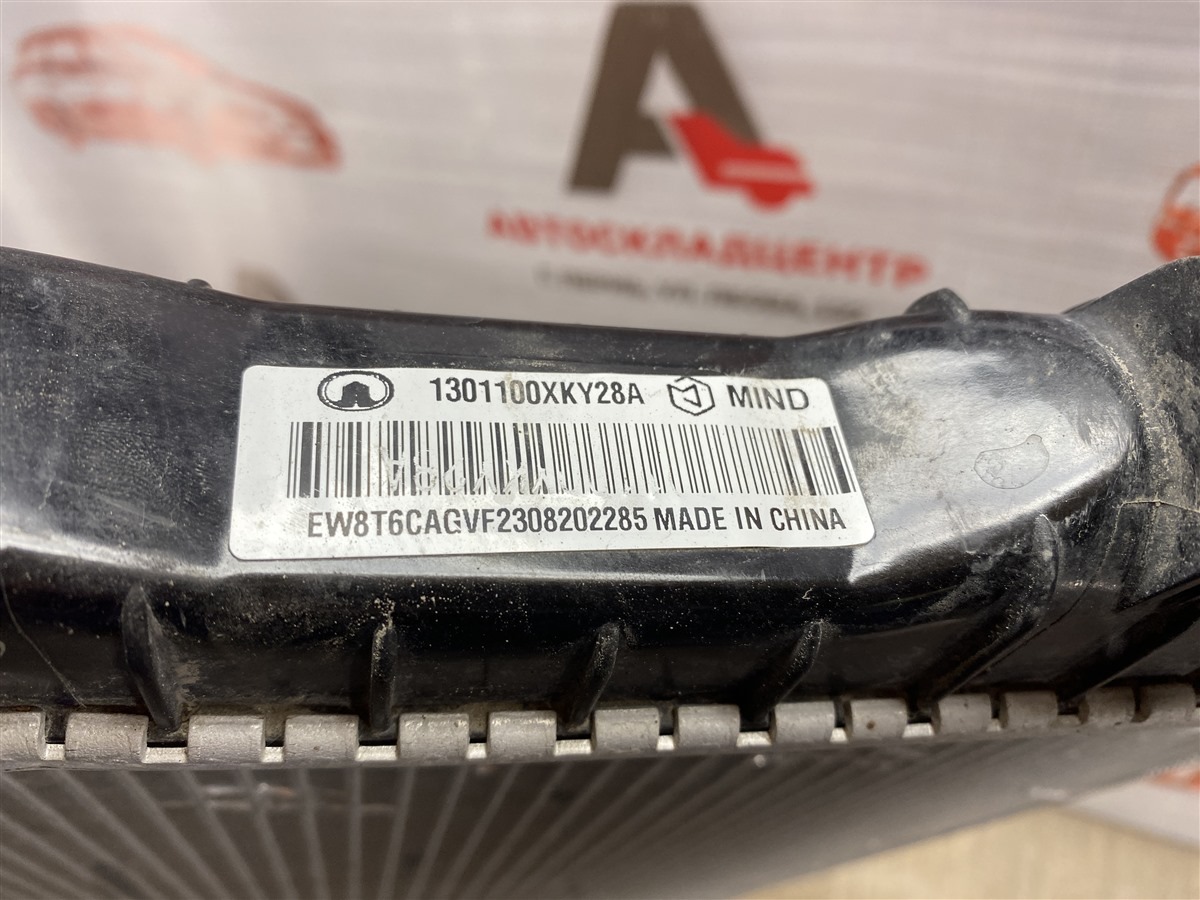 А
АВТОСКЛАДЦЕНТР
1301100XKY28A MIND
EW8T6CAGVF2308202285 MADE IN CHINA